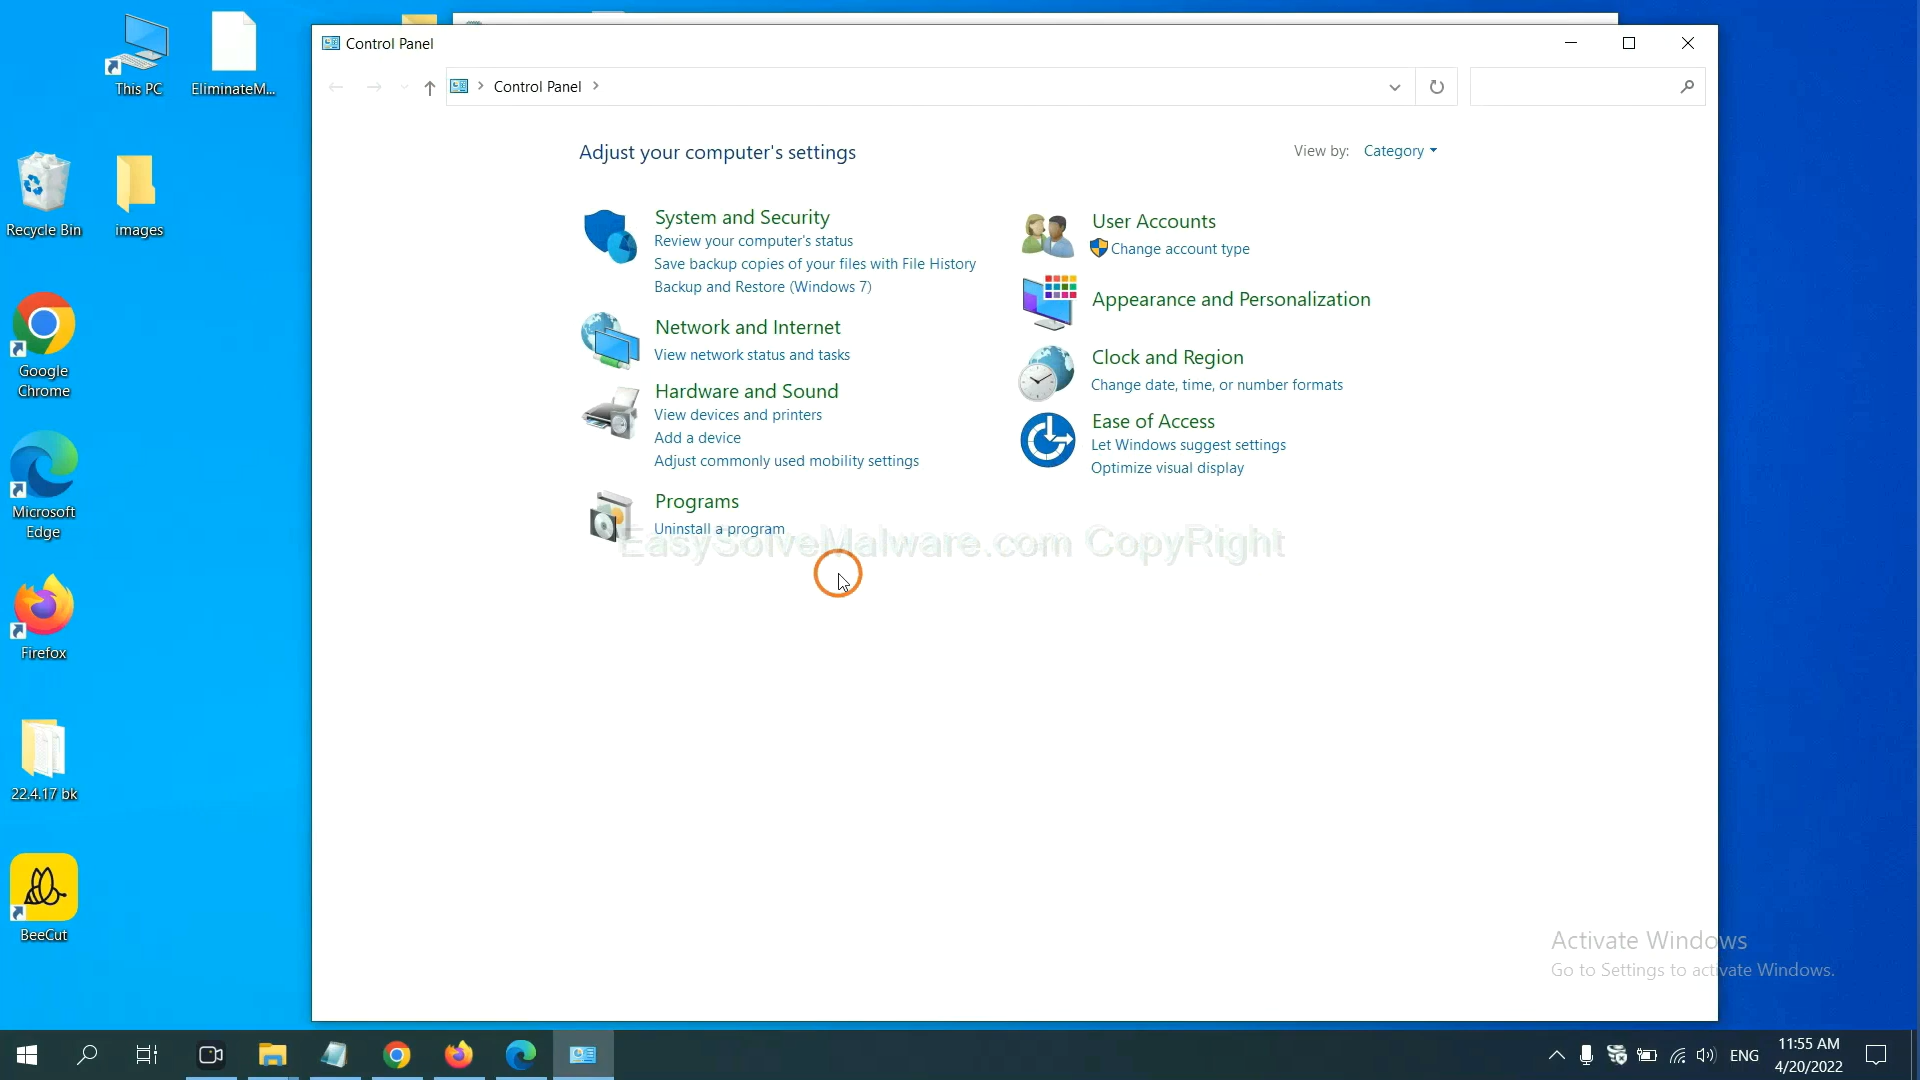 This PC
EliminateM...
Recycle Bin
images
Google
Chrome
Microsoft
Edge
Firefox
22.4.17 bk
BeeCut
Control Panel
Control Panel
Adjust your computer's settings
View by: Category
System and Security
Review your computer's status
Save backup copies of your files with File History
Backup and Restore (Windows 7)
Network and Internet
View network status and tasks
Hardware and Sound
View devices and printers
Add a device
Adjust commonly used mobility settings
Programs
Uninstall a program
User Accounts
Change account type
Appearance and Personalization
Clock and Region
Change date, time, or number formats
Ease of Access
Let Windows suggest settings
Optimize visual display
EasySolveMalware.com CopyRight
Activate Windows
Go to Settings to activate Windows.
ENG
11:55 AM
4/20/2022